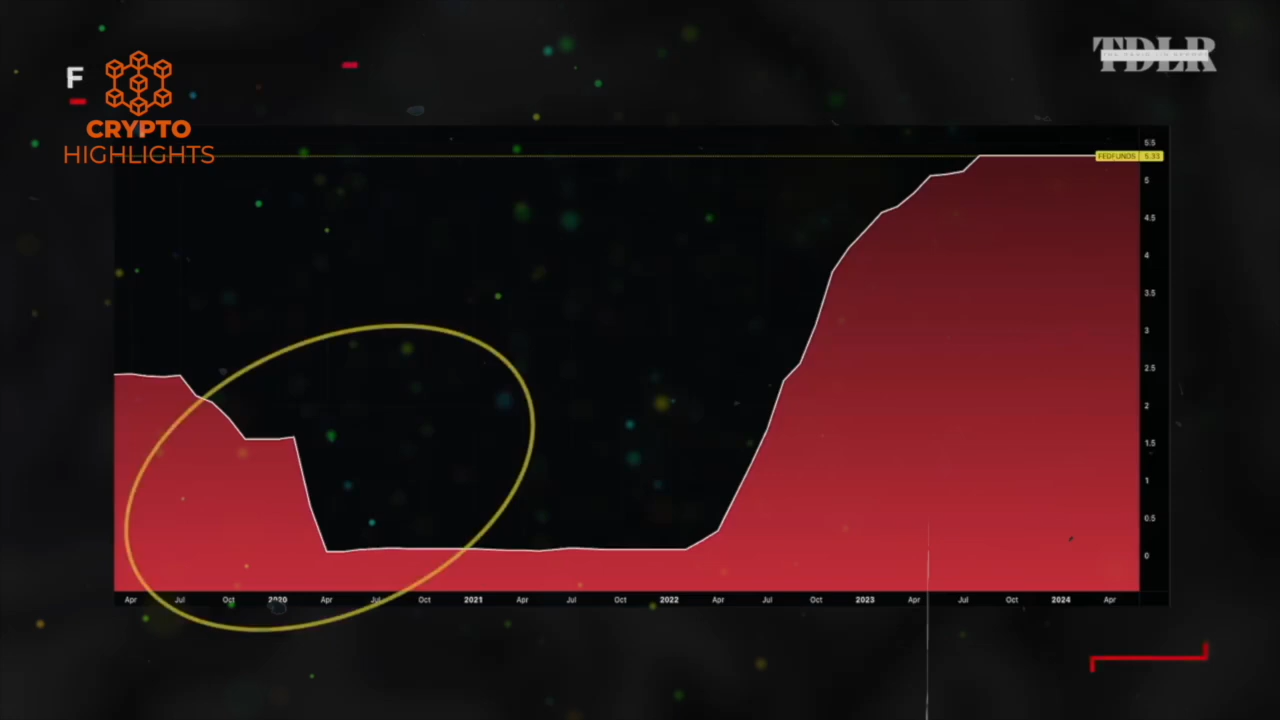 F
CRYPTO
HIGHLIGHTS
TDLR
FEDFUNDS 5.33
5.5
5
4.5
4
3.5
3
2.5
2
1.5
1
0.5
0
Apr Jul Oct 2020 Apr Jul Oct 2021 Apr Jul Oct 2022 Apr Jul Oct 2023 Apr Jul Oct 2024 Apr